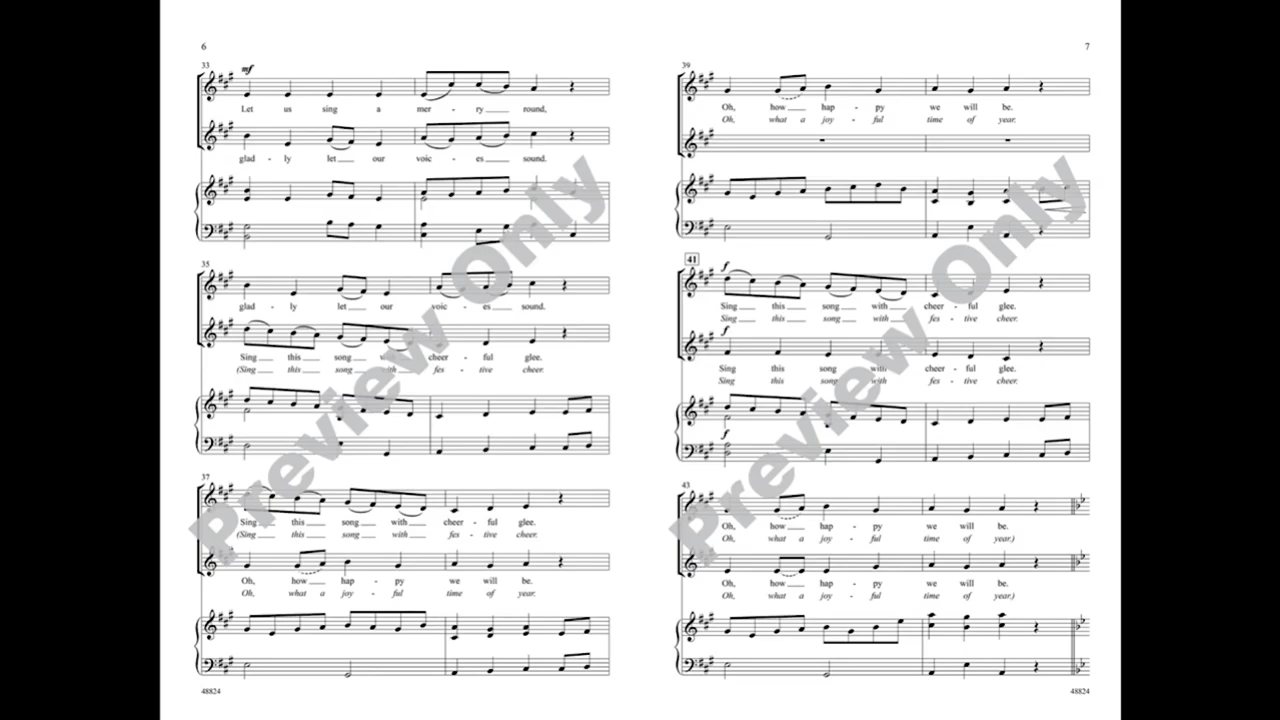 6
33
mf
Let us sing a mer - ry round,
glad - ly let our voic - es sound.
35
glad - ly let our voic - es sound.
Sing this song with cheer - ful glee.
(Sing this song with fes - tive cheer.
37
Sing this song with cheer - ful glee.
(Sing this song with fes - tive cheer.
Oh, how hap - py we will be.
Oh, what a joy - ful time of year.
48824
Preview Only
7
39
Oh, how hap - py we will be.
Oh, what a joy - ful time of year.
41
f
Sing this song with cheer - ful glee.
Sing this song with fes - tive cheer.
f
Sing this song with cheer - ful glee.
Sing this song with fes - tive cheer.
f
43
Oh, how hap - py we will be.
Oh, what a joy - ful time of year.)
Oh, how hap - py we will be.
Oh, what a joy - ful time of year.)
48824
Preview Only